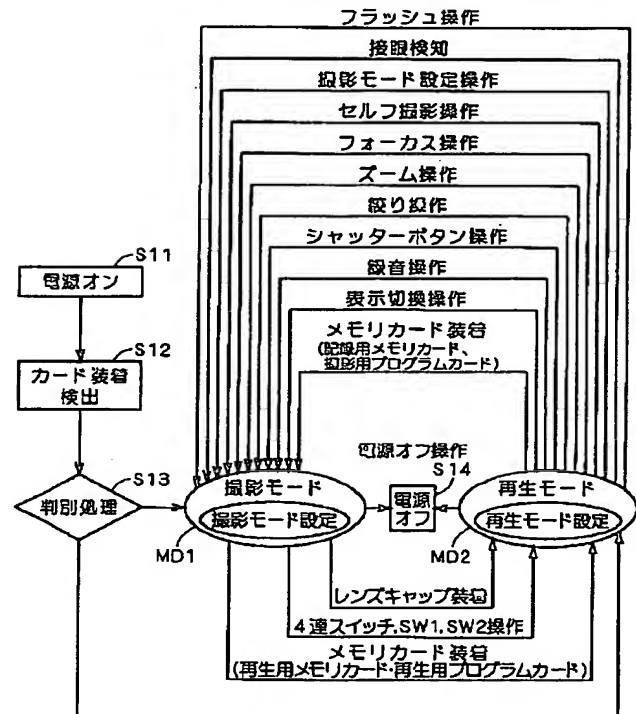 フラッシュ操作
接眼検知
撮影モード設定操作
セルフ撮影操作
フォーカス操作
ズーム操作
絞り操作
シャッターボタン操作
録音操作
表示切換操作
メモリカード装着
(記録用メモリカード、
撮影用プログラムカード)
S11
電源オン
S12
カード装着
検出
S13
判別処理
撮影モード
撮影モード設定
MD1
電源オフ操作
S14
電源
オフ
再生モード
再生モード設定
MD2
レンズキャップ装着
4連スイッチ,SW1,SW2操作
メモリカード装着
(再生用メモリカード・再生用プログラムカード)